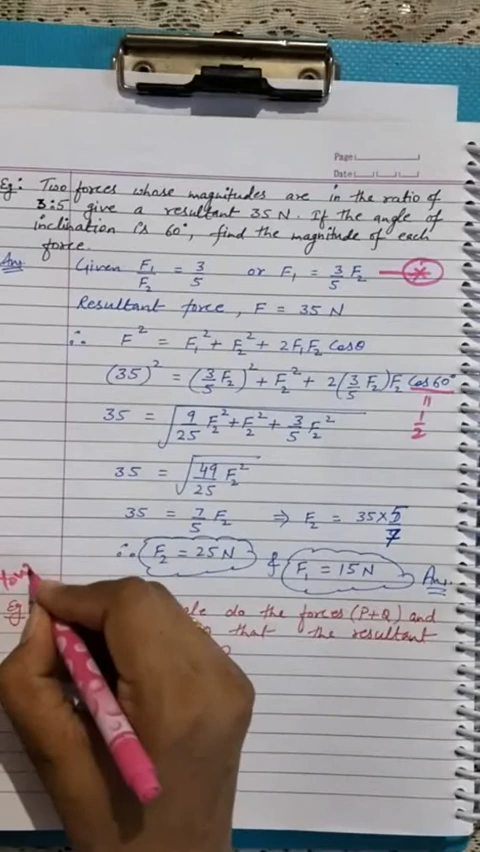 Page
Date
Eg: Two forces whose magnitudes are in the ratio of
3:5 give a resultant 35 N. If the angle of
inclination is 60°, find the magnitude of each
force.
Ans Given F₁/F₂ = 3/5 or F₁ = 3/5 F₂ — *
Resultant force, F = 35 N
∴ F² = F₁² + F₂² + 2F₁F₂ Cosθ
(35)² = (3/5 F₂)² + F₂² + 2(3/5 F₂)F₂ Cos60°
= 1/2
35 = √(9/25 F₂² + F₂² + 3/5 F₂²)
35 = √(49/25 F₂²)
35 = 7/5 F₂ ⇒ F₂ = 35 × 5/7
∴ F₂ = 25 N & F₁ = 15 N Ans.
Eg do the forces (P+Q) and
that the resultant